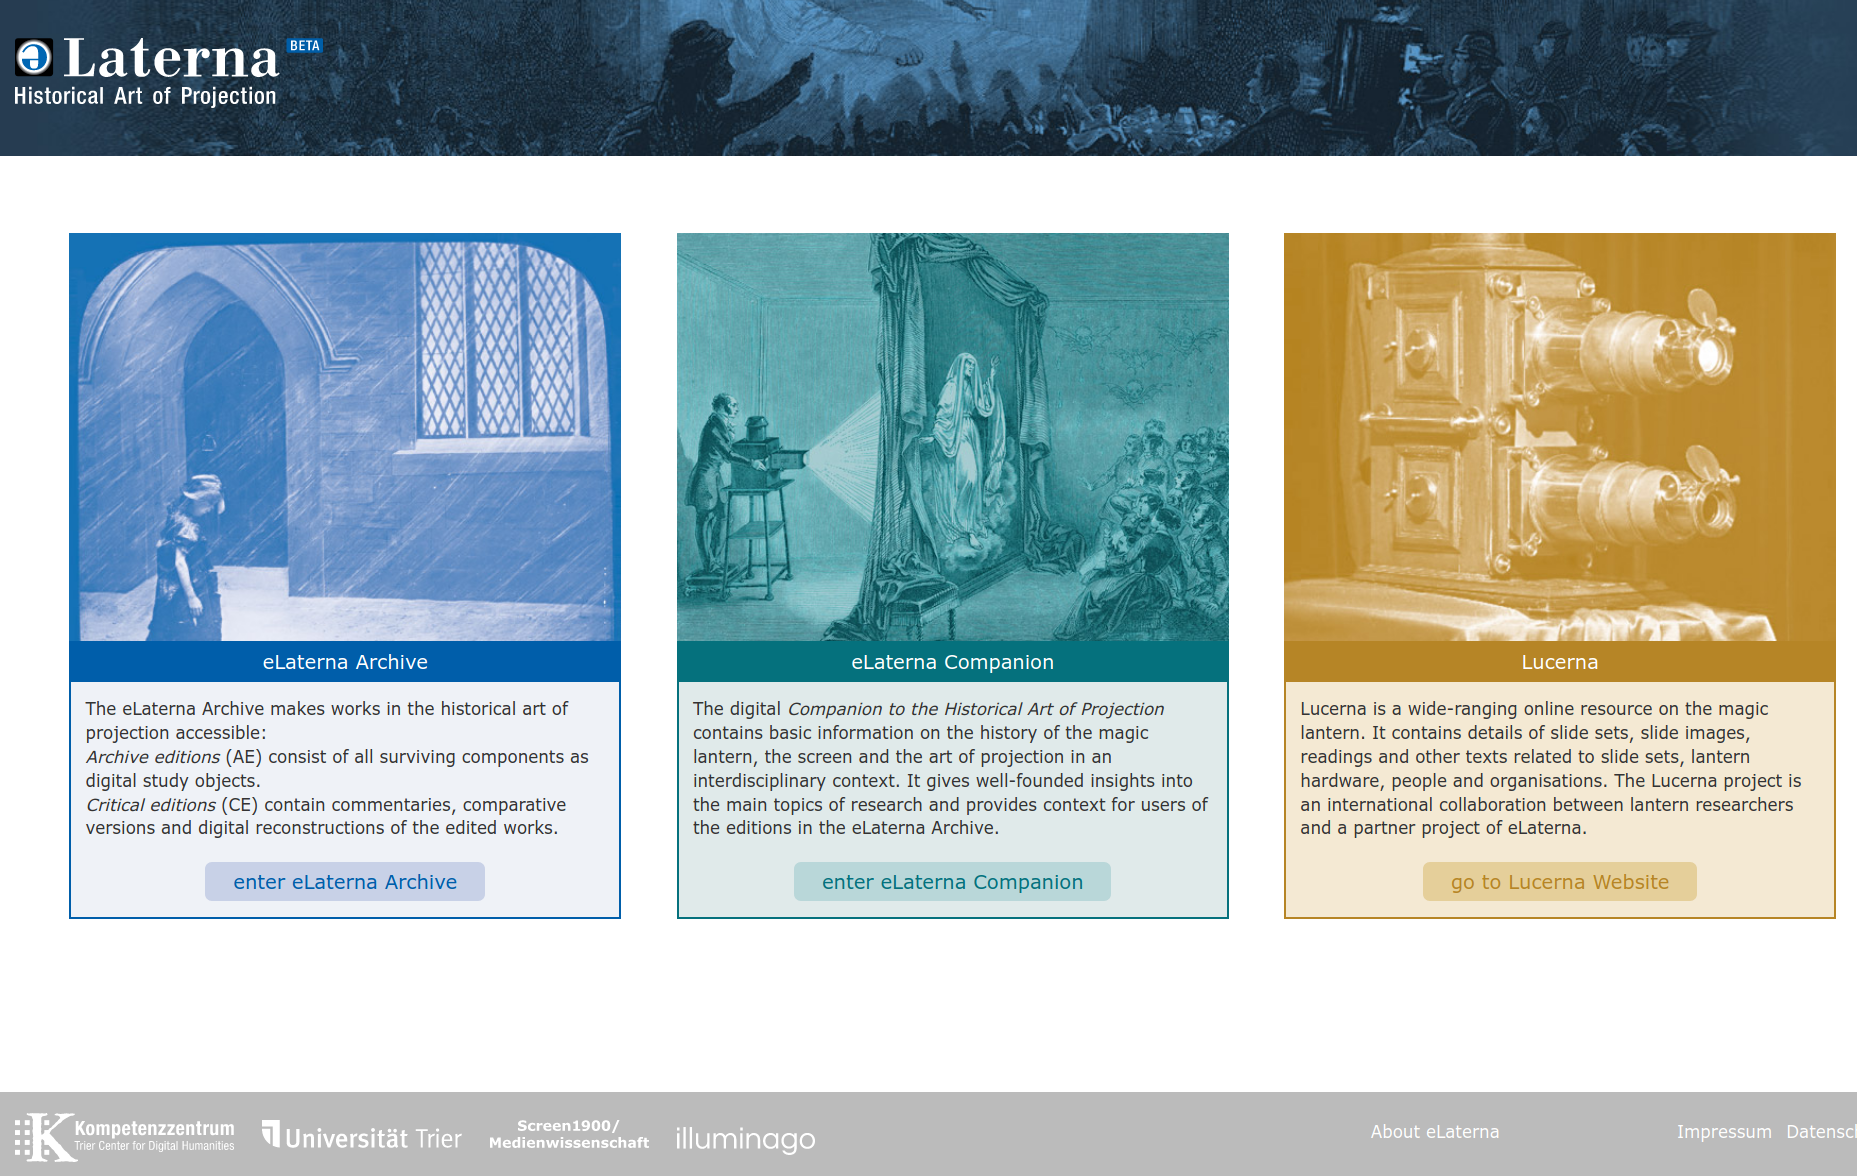 Laterna BETA
Historical Art of Projection
eLaterna Archive
The eLaterna Archive makes works in the historical art of
projection accessible:
Archive editions (AE) consist of all surviving components as
digital study objects.
Critical editions (CE) contain commentaries, comparative
versions and digital reconstructions of the edited works.
enter eLaterna Archive
eLaterna Companion
The digital Companion to the Historical Art of Projection
contains basic information on the history of the magic
lantern, the screen and the art of projection in an
interdisciplinary context. It gives well-founded insights into
the main topics of research and provides context for users of
the editions in the eLaterna Archive.
enter eLaterna Companion
Lucerna
Lucerna is a wide-ranging online resource on the magic
lantern. It contains details of slide sets, slide images,
readings and other texts related to slide sets, lantern
hardware, people and organisations. The Lucerna project is
an international collaboration between lantern researchers
and a partner project of eLaterna.
go to Lucerna Website
K Kompetenzzentrum
Trier Center for Digital Humanities
Universität Trier
Screen1900/
Medienwissenschaft
illuminago
About eLaterna
Impressum